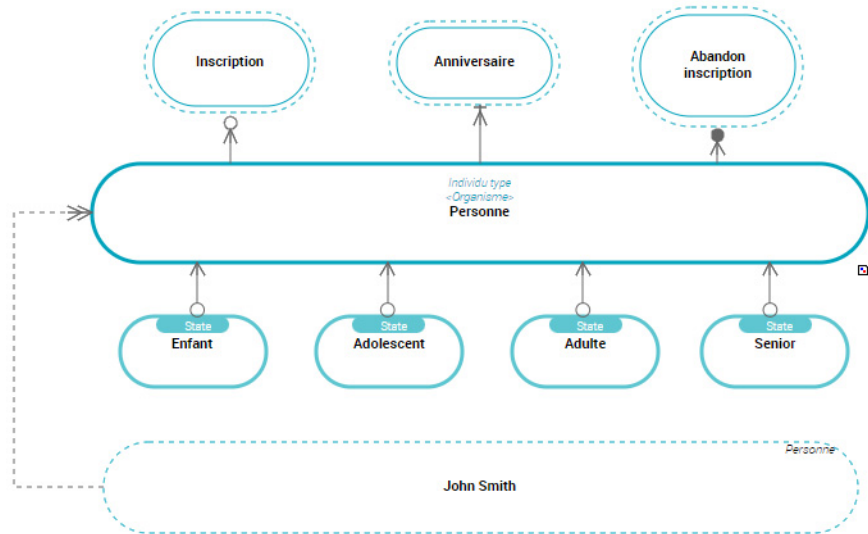 Inscription
Anniversaire
Abandon
inscription
Individu type
<Organisme>
Personne
State
Enfant
State
Adolescent
State
Adulte
State
Senior
Personne
John Smith